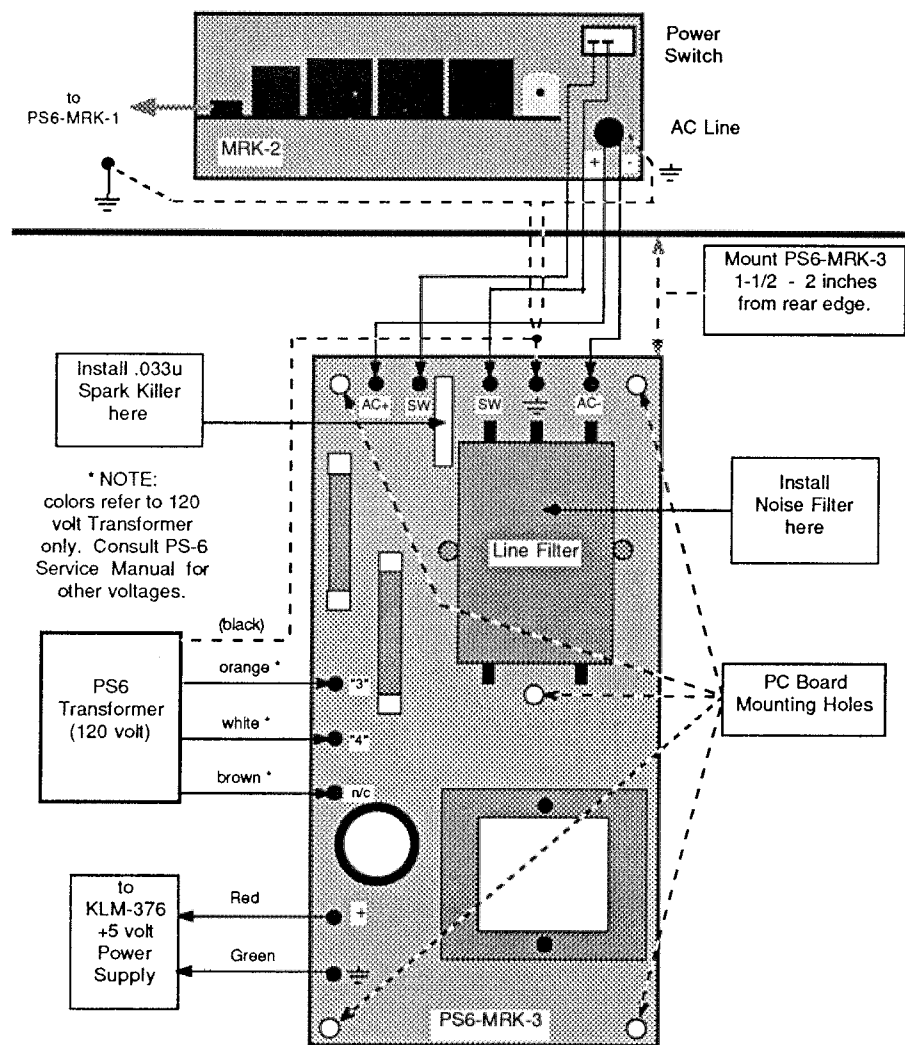 Power
Switch
to
PS6-MRK-1
AC Line
MRK-2
+ -
Mount PS6-MRK-3
1-1/2 - 2 inches
from rear edge.
Install .033u
Spark Killer
here
AC+ SW SW AC-
* NOTE:
colors refer to 120
volt Transformer
only. Consult PS-6
Service Manual for
other voltages.
Install
Noise Filter
here
Line Filter
(black)
orange *
"3"
PS6
Transformer
(120 volt)
white *
"4"
brown *
n/c
PC Board
Mounting Holes
to
KLM-376
+5 volt
Power
Supply
Red
+
Green
PS6-MRK-3